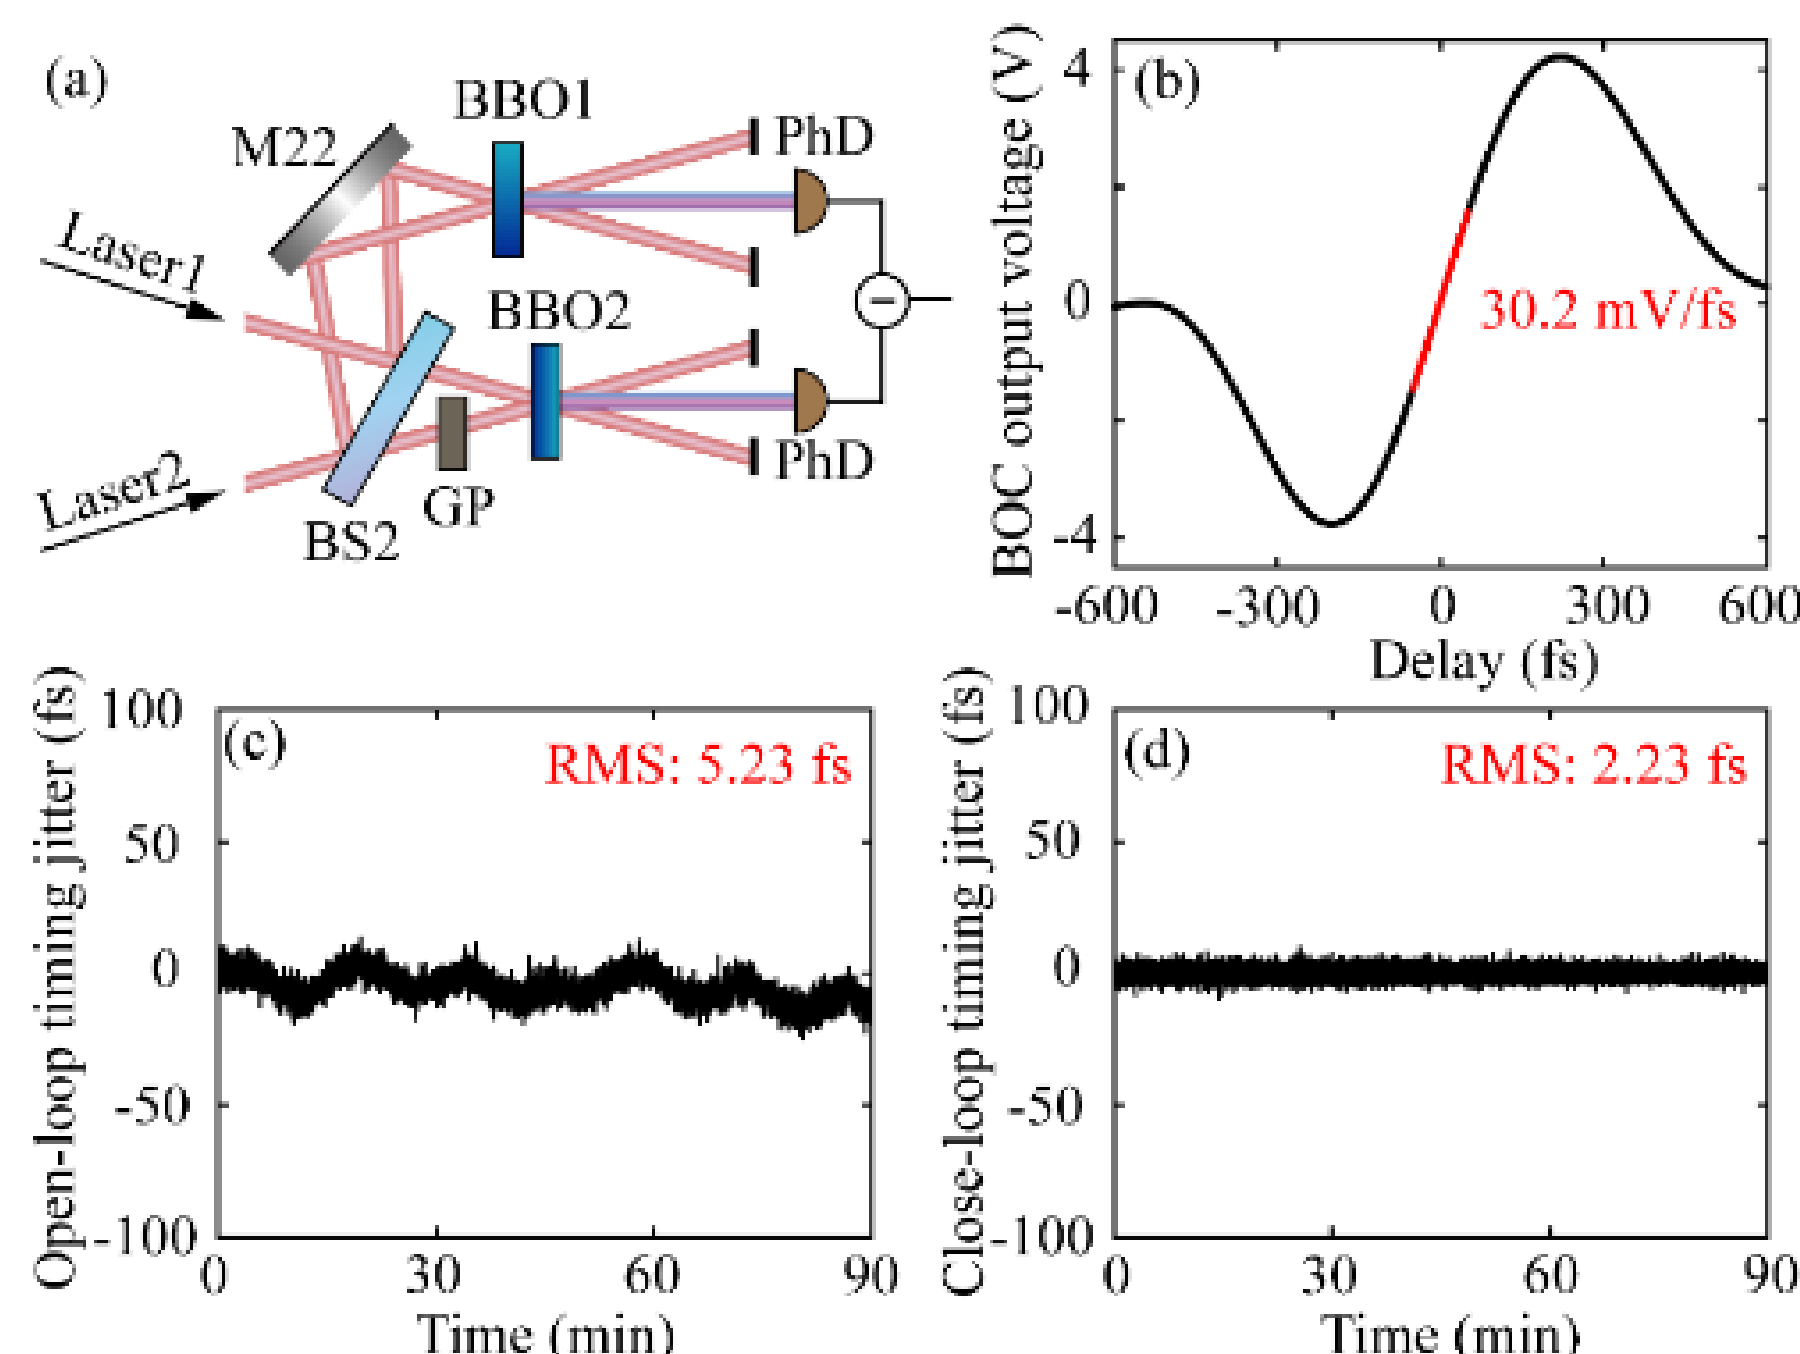 (a)
BBO1
M22
PhD
Laser1
BBO2
Laser2
GP
BS2
PhD
(b)
BOC output voltage (V)
4
0
-4
30.2 mV/fs
-600
-300
0
300
600
Delay (fs)
(c)
Open-loop timing jitter (fs)
100
50
0
-50
-100
RMS: 5.23 fs
0
30
60
90
Time (min)
(d)
Close-loop timing jitter (fs)
100
50
0
-50
-100
RMS: 2.23 fs
0
30
60
90
Time (min)